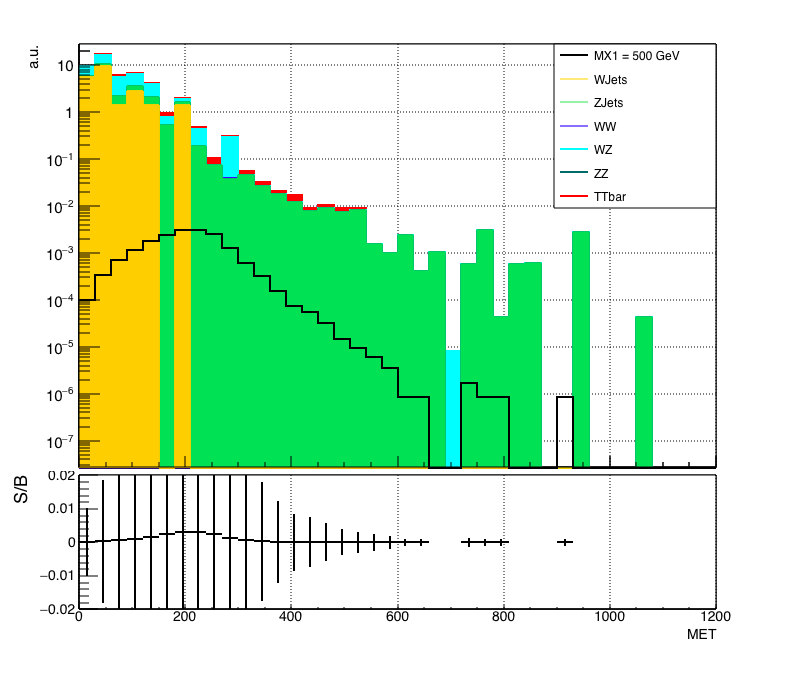 a.u.
10
1
10⁻¹
10⁻²
10⁻³
10⁻⁴
10⁻⁵
10⁻⁶
10⁻⁷
MX1 = 500 GeV
WJets
ZJets
WW
WZ
ZZ
TTbar
S/B
0.02
0.01
0
−0.01
−0.02
0 200 400 600 800 1000 1200
MET